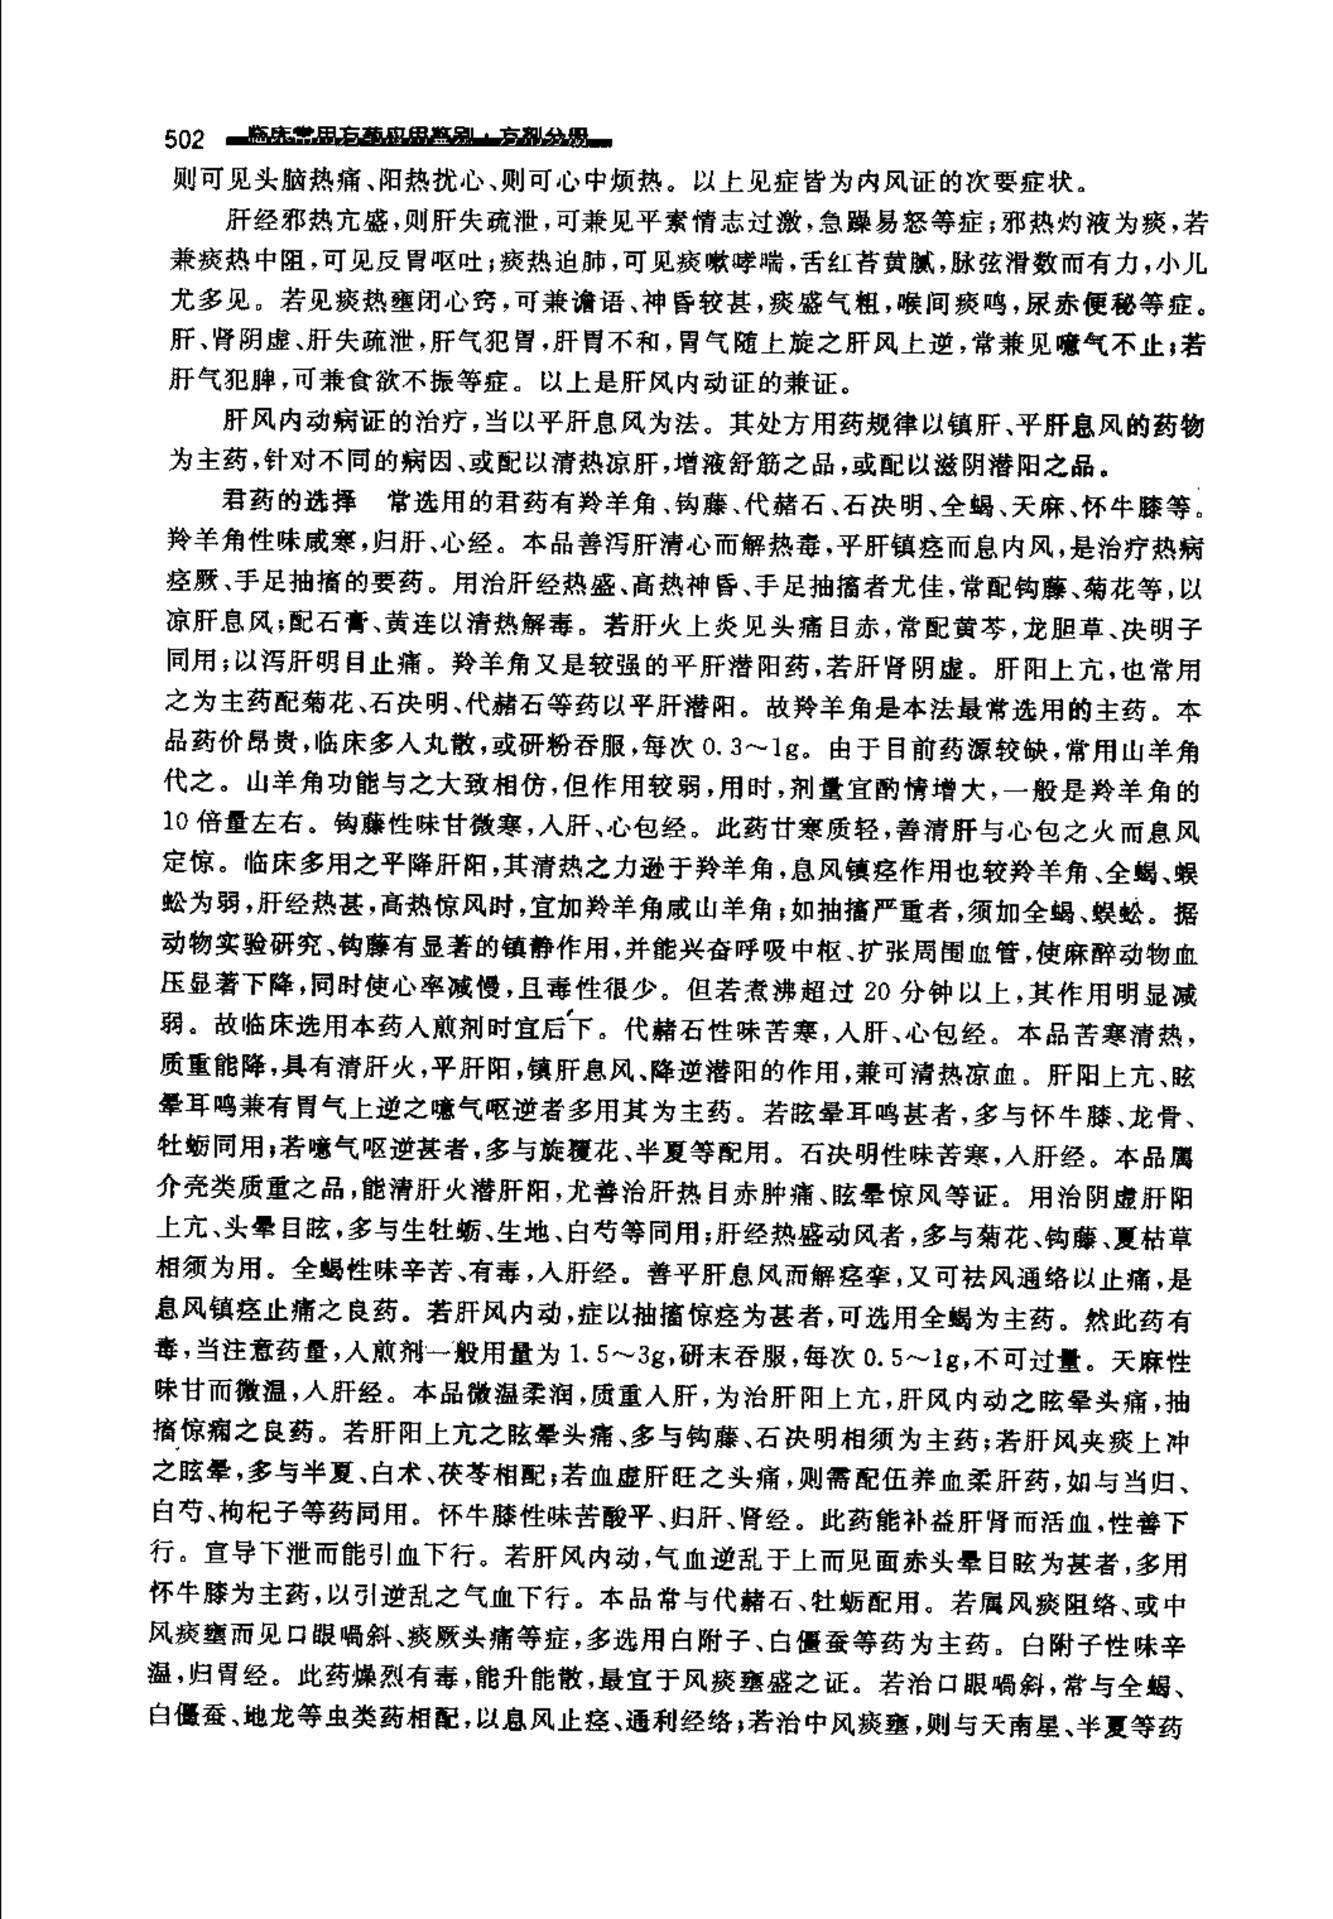 502 临床常用方药应用鉴别·方剂分册
则可见头脑热痛、阳热扰心、则可心中烦热。以上见症皆为内风证的次要症状。
肝经邪热亢盛,则肝失疏泄,可兼见平素情志过激,急躁易怒等症;邪热灼液为痰,若
兼痰热中阻,可见反胃呕吐;痰热迫肺,可见痰嗽哮喘,舌红苔黄腻,脉弦滑数而有力,小儿
尤多见。若见痰热壅闭心窍,可兼谵语、神昏较甚,痰盛气粗,喉间痰鸣,尿赤便秘等症。
肝、肾阴虚、肝失疏泄,肝气犯胃,肝胃不和,胃气随上旋之肝风上逆,常兼见噫气不止;若
肝气犯脾,可兼食欲不振等症。以上是肝风内动证的兼证。
肝风内动病证的治疗,当以平肝息风为法。其处方用药规律以镇肝、平肝息风的药物
为主药,针对不同的病因、或配以清热凉肝,增液舒筋之品,或配以滋阴潜阳之品。
君药的选择　常选用的君药有羚羊角、钩藤、代赭石、石决明、全蝎、天麻、怀牛膝等。
羚羊角性味咸寒,归肝、心经。本品善泻肝清心而解热毒,平肝镇痉而息内风,是治疗热病
痉厥、手足抽搐的要药。用治肝经热盛、高热神昏、手足抽搐者尤佳,常配钩藤、菊花等,以
凉肝息风;配石膏、黄连以清热解毒。若肝火上炎见头痛目赤,常配黄芩,龙胆草、决明子
同用;以泻肝明目止痛。羚羊角又是较强的平肝潜阳药,若肝肾阴虚。肝阳上亢,也常用
之为主药配菊花、石决明、代赭石等药以平肝潜阳。故羚羊角是本法最常选用的主药。本
品药价昂贵,临床多入丸散,或研粉吞服,每次0.3~1g。由于目前药源较缺,常用山羊角
代之。山羊角功能与之大致相仿,但作用较弱,用时,剂量宜酌情增大,一般是羚羊角的
10倍量左右。钩藤性味甘微寒,入肝、心包经。此药甘寒质轻,善清肝与心包之火而息风
定惊。临床多用之平降肝阳,其清热之力逊于羚羊角,息风镇痉作用也较羚羊角、全蝎、蜈
蚣为弱,肝经热甚,高热惊风时,宜加羚羊角或山羊角;如抽搐严重者,须加全蝎、蜈蚣。据
动物实验研究、钩藤有显著的镇静作用,并能兴奋呼吸中枢、扩张周围血管,使麻醉动物血
压显著下降,同时使心率减慢,且毒性很少。但若煮沸超过20分钟以上,其作用明显减
弱。故临床选用本药入煎剂时宜后下。代赭石性味苦寒,入肝、心包经。本品苦寒清热,
质重能降,具有清肝火,平肝阳,镇肝息风、降逆潜阳的作用,兼可清热凉血。肝阳上亢、眩
晕耳鸣兼有胃气上逆之噫气呕逆者多用其为主药。若眩晕耳鸣甚者,多与怀牛膝、龙骨、
牡蛎同用;若噫气呕逆甚者,多与旋覆花、半夏等配用。石决明性味苦寒,入肝经。本品属
介壳类质重之品,能清肝火潜肝阳,尤善治肝热目赤肿痛、眩晕惊风等证。用治阴虚肝阳
上亢、头晕目眩,多与生牡蛎、生地、白芍等同用;肝经热盛动风者,多与菊花、钩藤、夏枯草
相须为用。全蝎性味辛苦、有毒,入肝经。善平肝息风而解痉挛,又可祛风通络以止痛,是
息风镇痉止痛之良药。若肝风内动,症以抽搐惊痉为甚者,可选用全蝎为主药。然此药有
毒,当注意药量,入煎剂一般用量为1.5~3g,研末吞服,每次0.5~1g,不可过量。天麻性
味甘而微温,入肝经。本品微温柔润,质重入肝,为治肝阳上亢,肝风内动之眩晕头痛,抽
搐惊痫之良药。若肝阳上亢之眩晕头痛、多与钩藤、石决明相须为主药;若肝风夹痰上冲
之眩晕,多与半夏、白术、茯苓相配;若血虚肝旺之头痛,则需配伍养血柔肝药,如与当归、
白芍、枸杞子等药同用。怀牛膝性味苦酸平、归肝、肾经。此药能补益肝肾而活血,性善下
行。宣导下泄而能引血下行。若肝风内动,气血逆乱于上而见面赤头晕目眩为甚者,多用
怀牛膝为主药,以引逆乱之气血下行。本品常与代赭石、牡蛎配用。若属风痰阻络、或中
风痰壅而见口眼喎斜、痰厥头痛等症,多选用白附子、白僵蚕等药为主药。白附子性味辛
温,归胃经。此药燥烈有毒,能升能散,最宜于风痰壅盛之证。若治口眼喎斜,常与全蝎、
白僵蚕、地龙等虫类药相配,以息风止痉、通利经络;若治中风痰壅,则与天南星、半夏等药